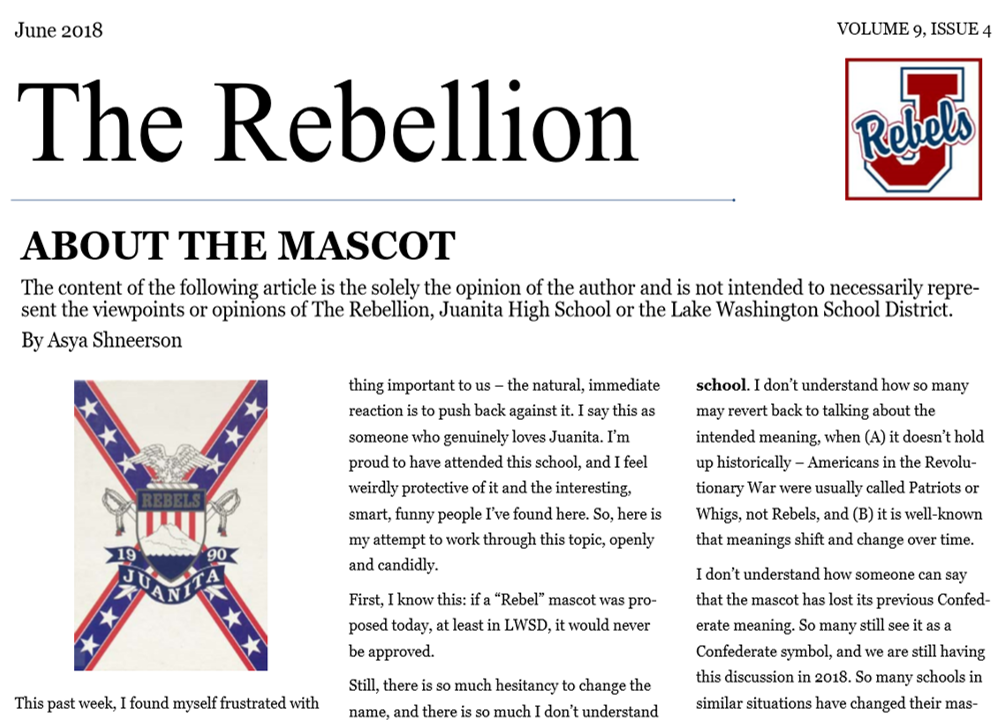 June 2018
VOLUME 9, ISSUE 4
The Rebellion
J
Rebels
ABOUT THE MASCOT
The content of the following article is the solely the opinion of the author and is not intended to necessarily repre-
sent the viewpoints or opinions of The Rebellion, Juanita High School or the Lake Washington School District.
By Asya Shneerson
REBELS
19 90
JUANITA
This past week, I found myself frustrated with
thing important to us – the natural, immediate
reaction is to push back against it. I say this as
someone who genuinely loves Juanita. I'm
proud to have attended this school, and I feel
weirdly protective of it and the interesting,
smart, funny people I've found here. So, here is
my attempt to work through this topic, openly
and candidly.
First, I know this: if a “Rebel” mascot was pro-
posed today, at least in LWSD, it would never
be approved.
Still, there is so much hesitancy to change the
name, and there is so much I don't understand
school. I don't understand how so many
may revert back to talking about the
intended meaning, when (A) it doesn't hold
up historically – Americans in the Revolu-
tionary War were usually called Patriots or
Whigs, not Rebels, and (B) it is well-known
that meanings shift and change over time.
I don't understand how someone can say
that the mascot has lost its previous Confed-
erate meaning. So many still see it as a
Confederate symbol, and we are still having
this discussion in 2018. So many schools in
similar situations have changed their mas-